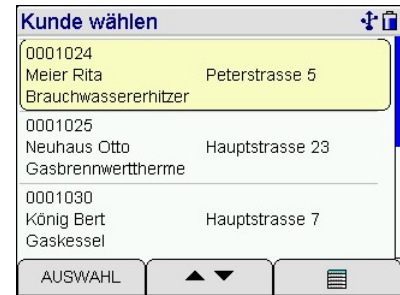 Kunde wählen
0001024
Meier Rita Peterstrasse 5
Brauchwassererhitzer
0001025
Neuhaus Otto Hauptstrasse 23
Gasbrennwerttherme
0001030
König Bert Hauptstrasse 7
Gaskessel
AUSWAHL